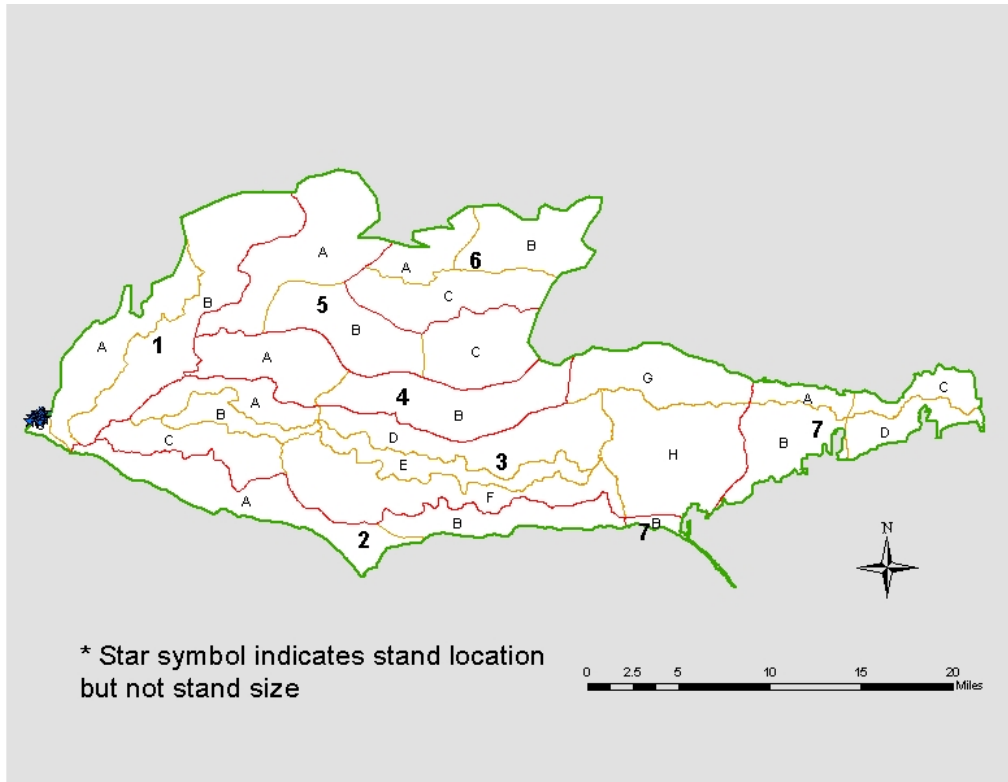 A
A
6
B
B
5
C
A
1
B
A
C
G
C
4
A
B
A
B
D
7
B
D
C
E
3
H
F
A
B
B
2
7
N
* Star symbol indicates stand location
but not stand size
0 2.5 5 10 15 20
Miles